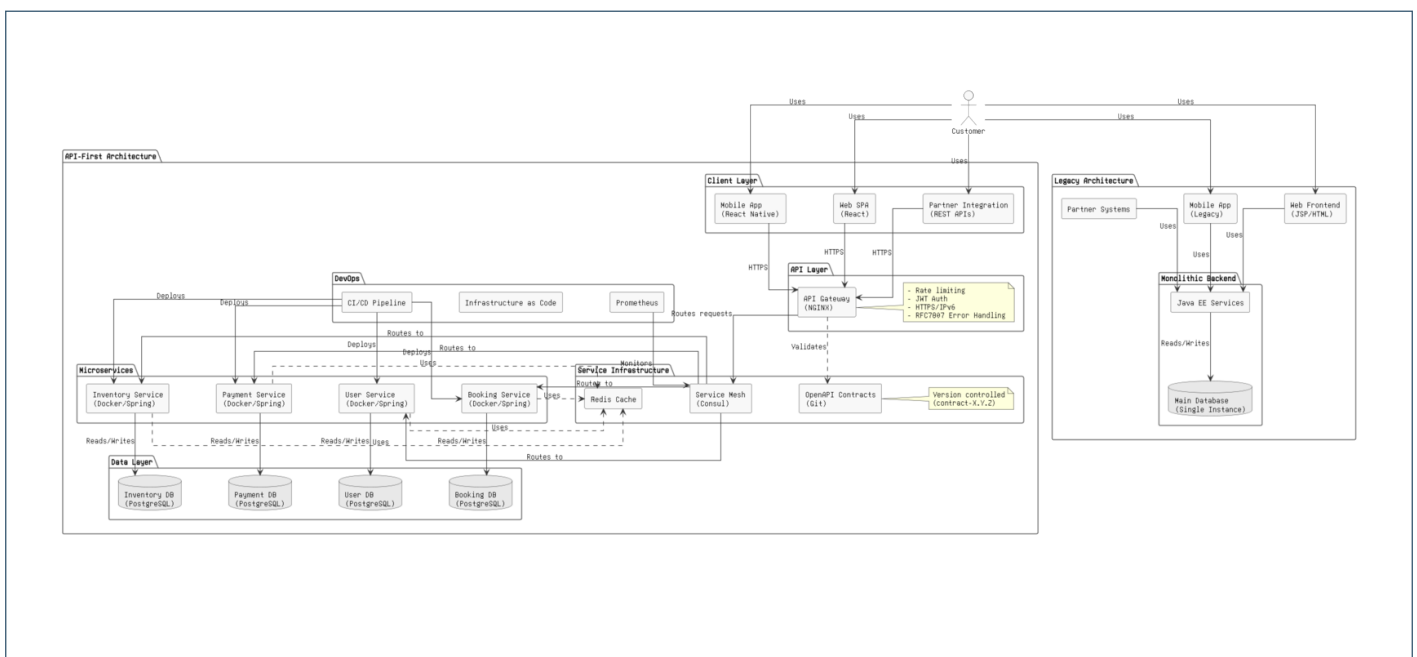 Uses
Uses
Uses
Uses
Customer
Uses
API-First Architecture
Client Layer
Mobile App
(React Native)
Web SPA
(React)
Partner Integration
(REST APIs)
Legacy Architecture
Partner Systems
Mobile App
(Legacy)
Web Frontend
(JSP/HTML)
Uses
Uses
Uses
HTTPS
HTTPS
HTTPS
API Layer
API Gateway
(NGINX)
- Rate limiting
- JWT Auth
- HTTPS/IPv6
- RFC7807 Error Handling
Monolithic Backend
Java EE Services
Reads/Writes
Main Database
(Single Instance)
DevOps
CI/CD Pipeline
Infrastructure as Code
Prometheus
Deploys
Deploys
Routes requests
Routes to
Deploys
Deploys
Routes to
Validates
Uses
Monitors
Microservices
Inventory Service
(Docker/Spring)
Payment Service
(Docker/Spring)
User Service
(Docker/Spring)
Booking Service
(Docker/Spring)
Service Infrastructure
Routes to
Uses
Redis Cache
Service Mesh
(Consul)
OpenAPI Contracts
(Git)
Version controlled
(contract-X.Y.Z)
Uses
Reads/Writes
Reads/Writes
Reads/Writes
Uses
Reads/Writes
Routes to
Data Layer
Inventory DB
(PostgreSQL)
Payment DB
(PostgreSQL)
User DB
(PostgreSQL)
Booking DB
(PostgreSQL)